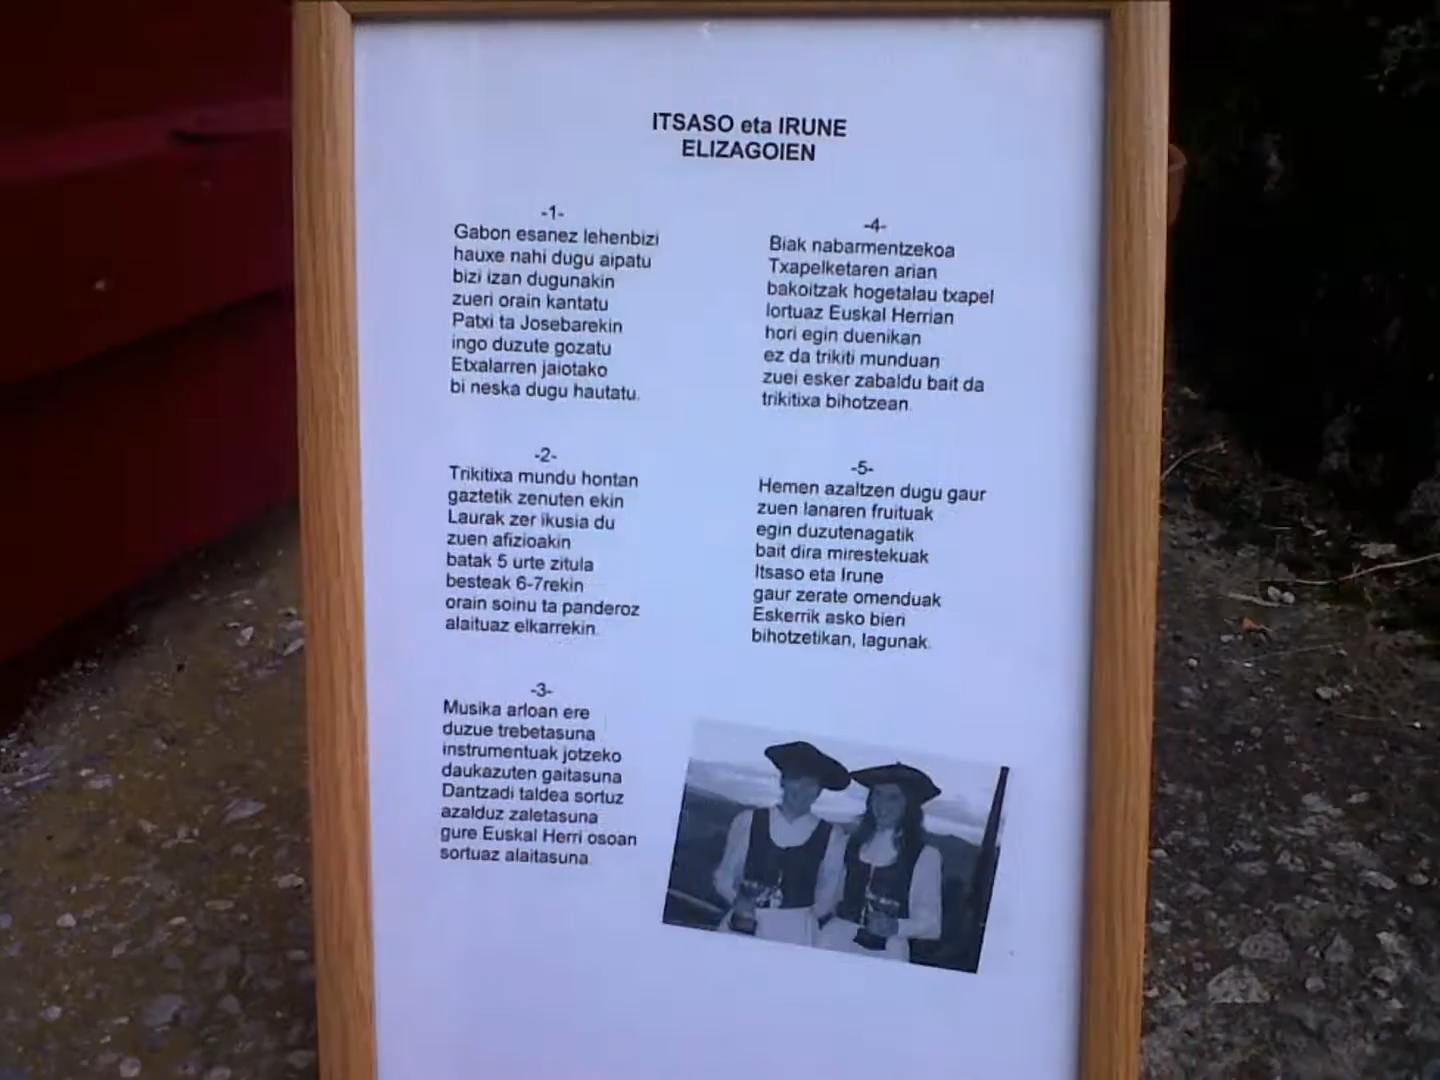 ITSASO eta IRUNE
ELIZAGOIEN
-1-
Gabon esanez lehenbizi
hauxe nahi dugu aipatu
bizi izan dugunakin
zueri orain kantatu
Patxi ta Josebarekin
ingo duzute gozatu
Etxalarren jaiotako
bi neska dugu hautatu.
-2-
Trikitixa mundu hontan
gaztetik zenuten ekin
Laurak zer ikusia du
zuen afizioakin
batak 5 urte zitula
besteak 6-7rekin
orain soinu ta panderoz
alaituaz elkarrekin.
-3-
Musika arloan ere
duzue trebetasuna
instrumentuak jotzeko
daukazuten gaitasuna
Dantzadi taldea sortuz
azalduz zaletasuna
gure Euskal Herri osoan
sortuaz alaitasuna.
-4-
Biak nabarmentzekoa
Txapelketaren arian
bakoitzak hogetalau txapel
lortuaz Euskal Herrian
hori egin duenikan
ez da trikiti munduan
zuei esker zabaldu bait da
trikitixa bihotzean.
-5-
Hemen azaltzen dugu gaur
zuen lanaren fruituak
egin duzutenagatik
bait dira mirestekuak
Itsaso eta Irune
gaur zerate omenduak
Eskerrik asko bieri
bihotzetikan, lagunak.